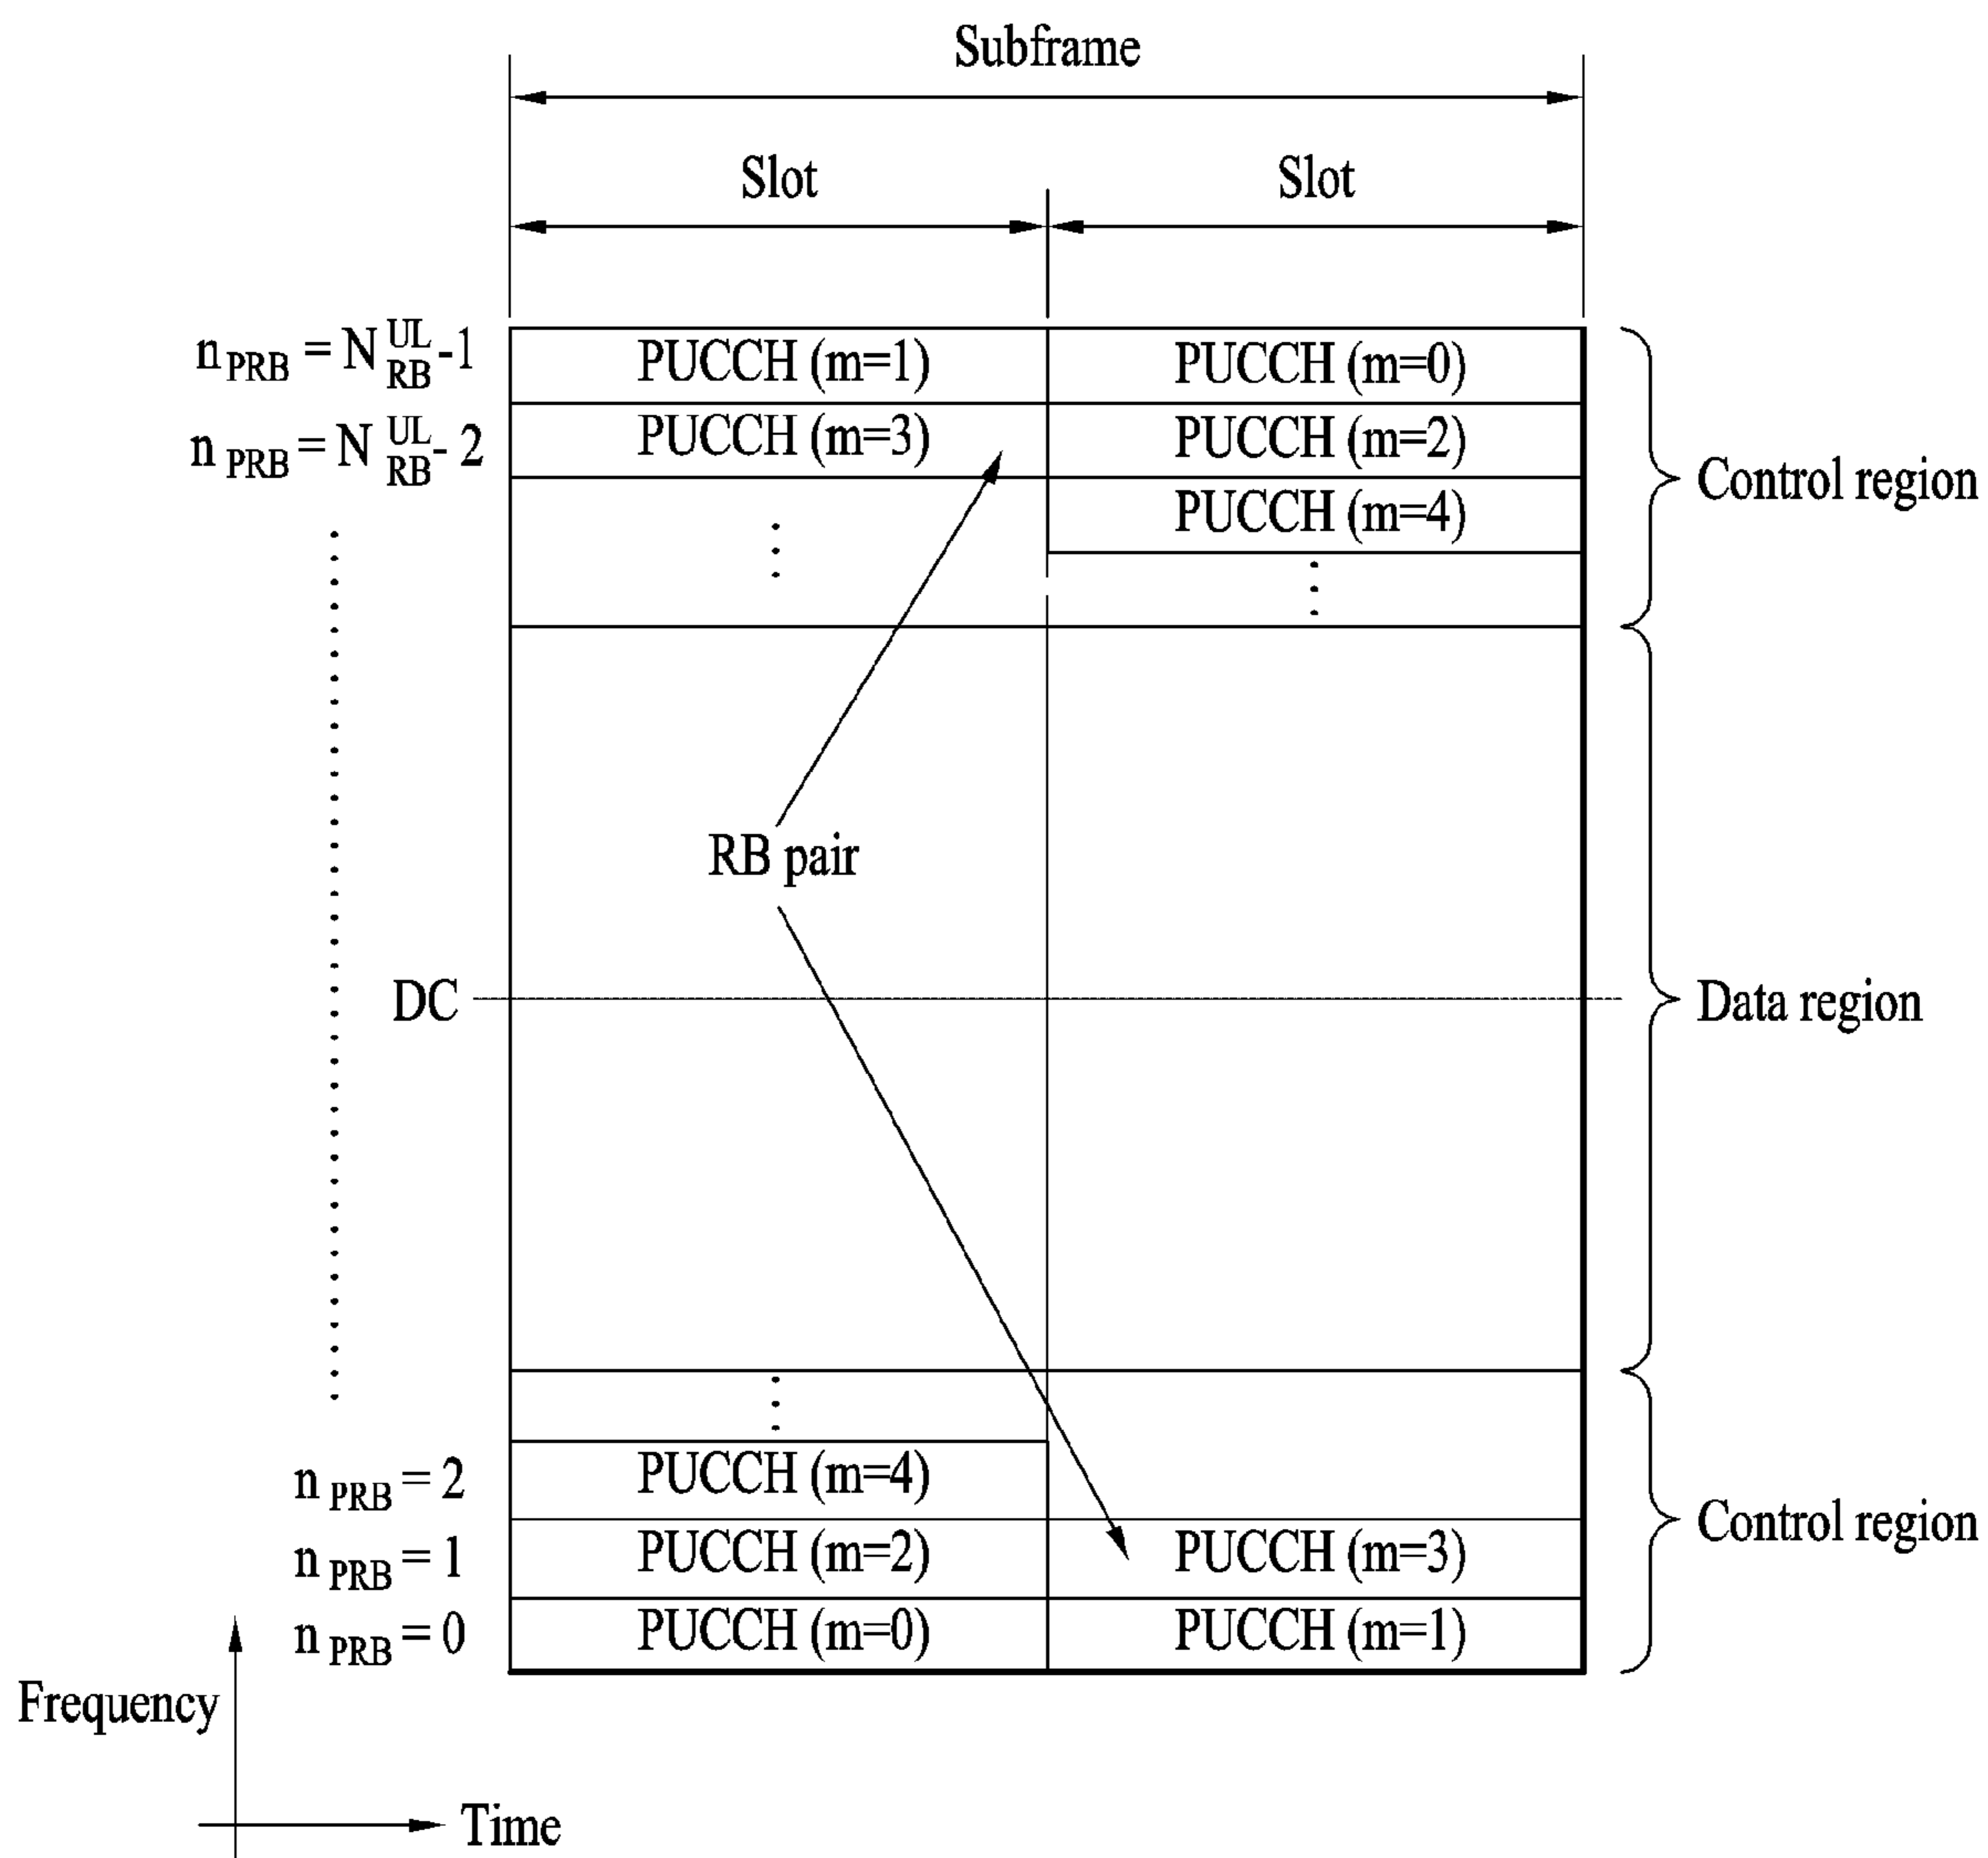 Subframe
Slot Slot
n PRB = N UL RB -1 PUCCH (m=1) PUCCH (m=0)
n PRB = N UL RB - 2 PUCCH (m=3) PUCCH (m=2)
Control region
PUCCH (m=4)
RB pair
DC
Data region
n PRB = 2 PUCCH (m=4)
Control region
n PRB = 1 PUCCH (m=2) PUCCH (m=3)
n PRB = 0 PUCCH (m=0) PUCCH (m=1)
Frequency
Time